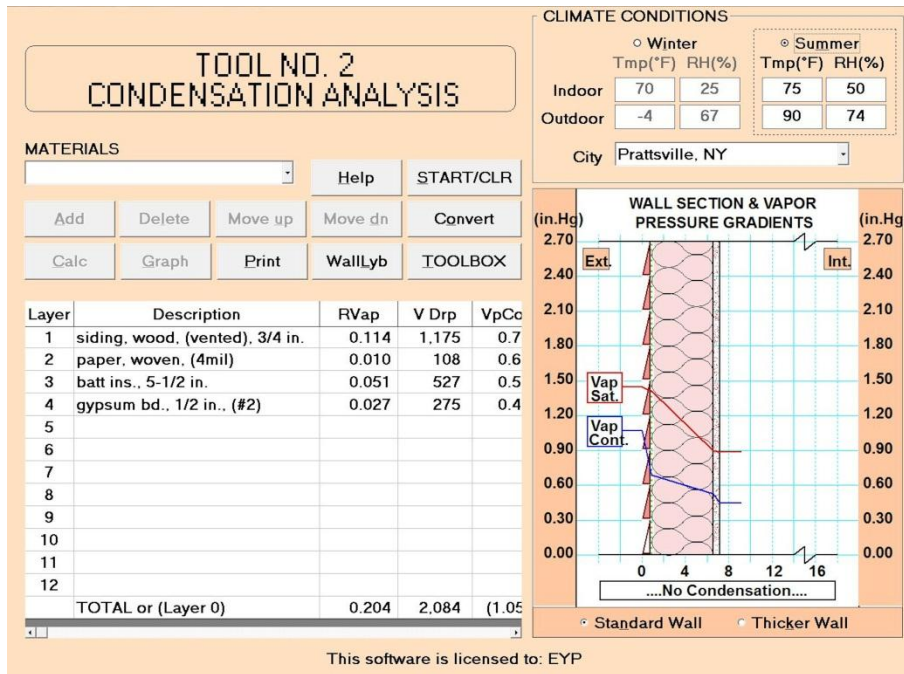 TOOL NO. 2
CONDENSATION ANALYSIS
MATERIALS
Help START/CLR
Add Delete Move up Move dn Convert
Calc Graph Print WallLyb TOOLBOX
Layer Description RVap V Drp VpCo
1 siding, wood, (vented), 3/4 in. 0.114 1,175 0.7
2 paper, woven, (4mil) 0.010 108 0.6
3 batt ins., 5-1/2 in. 0.051 527 0.5
4 gypsum bd., 1/2 in., (#2) 0.027 275 0.4
5
6
7
8
9
10
11
12
TOTAL or (Layer 0) 0.204 2,084 (1.05
CLIMATE CONDITIONS
Winter Summer
Tmp(°F) RH(%) Tmp(°F) RH(%)
Indoor 70 25 75 50
Outdoor -4 67 90 74
City Prattsville, NY
WALL SECTION & VAPOR
(in.Hg) PRESSURE GRADIENTS (in.Hg
2.70 2.70
Ext. Int.
2.40 2.40
2.10 2.10
1.80 1.80
1.50 1.50
Vap
Sat.
1.20 1.20
Vap
Cont.
0.90 0.90
0.60 0.60
0.30 0.30
0.00 0.00
0 4 8 12 16
....No Condensation....
Standard Wall Thicker Wall
This software is licensed to: EYP